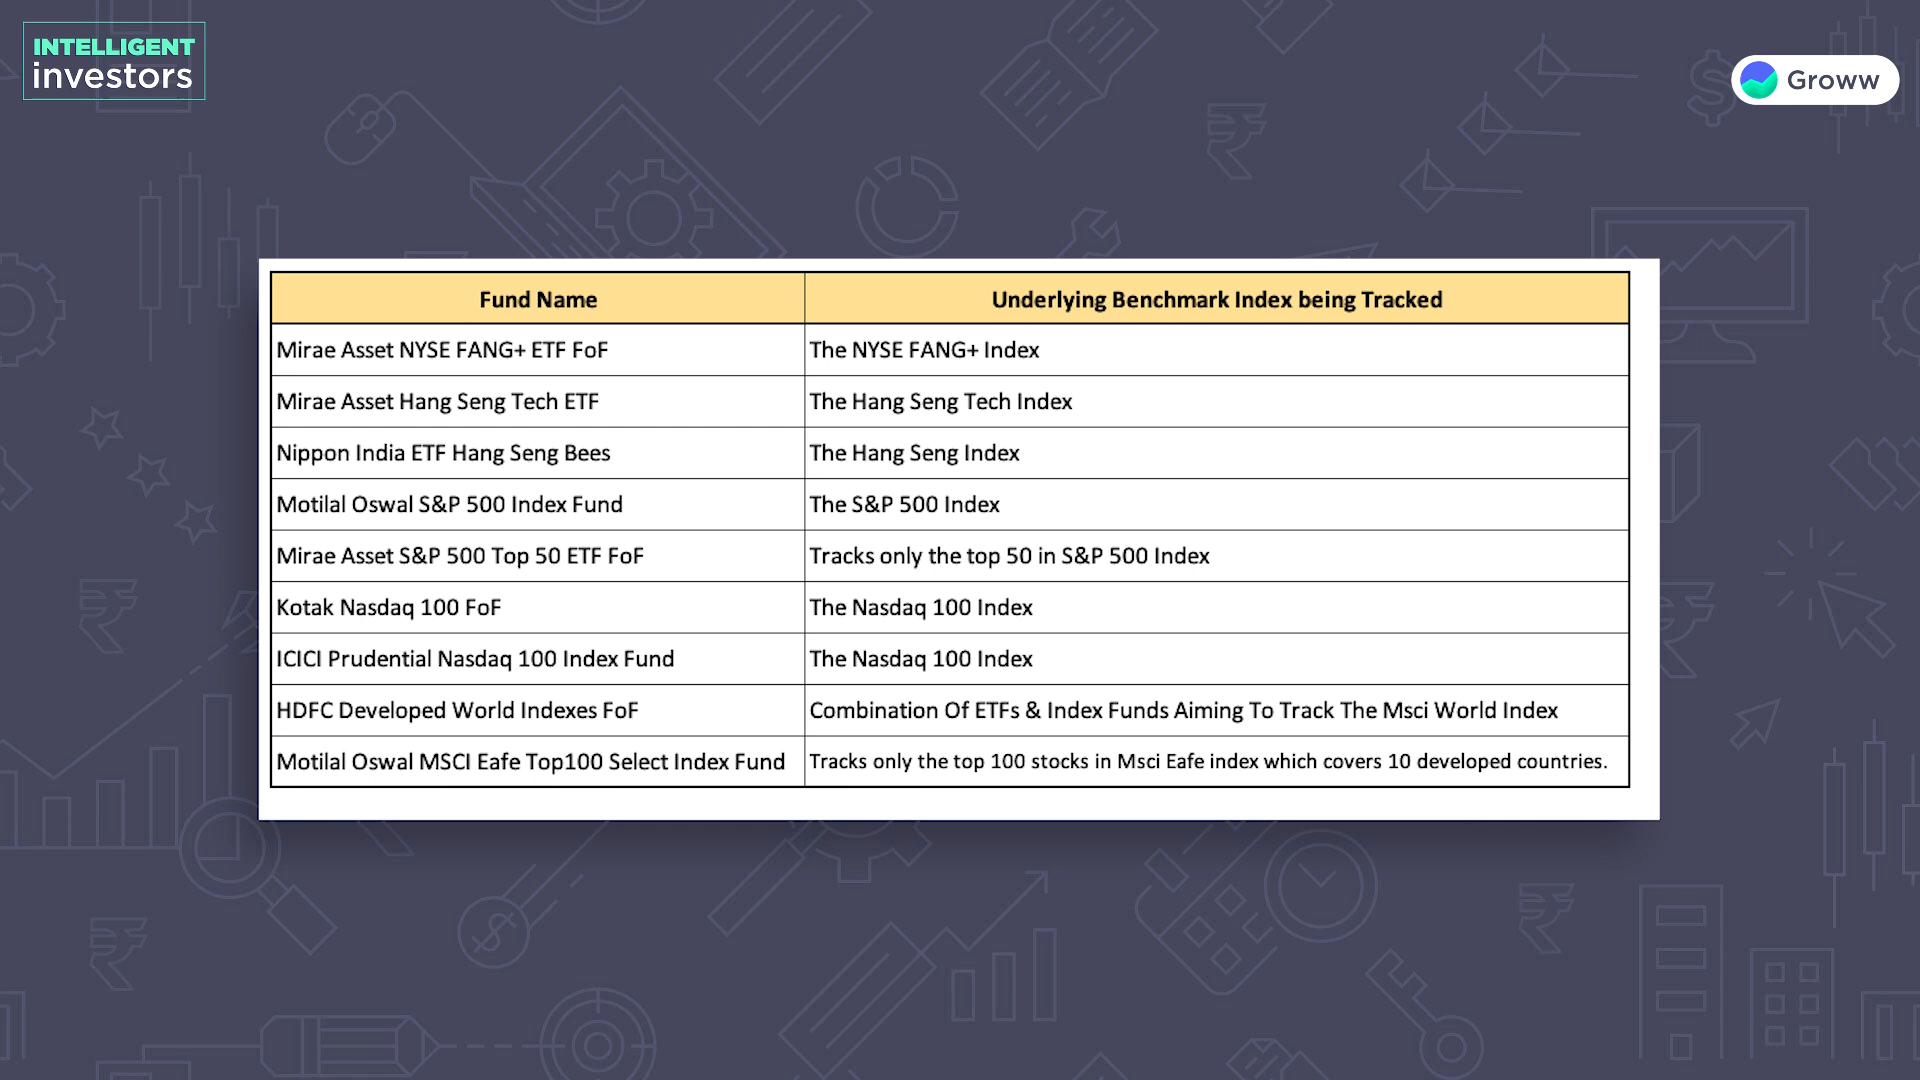 INTELLIGENT
investors
Groww
Fund Name
Underlying Benchmark Index being Tracked
Mirae Asset NYSE FANG+ ETF FoF
The NYSE FANG+ Index
Mirae Asset Hang Seng Tech ETF
The Hang Seng Tech Index
Nippon India ETF Hang Seng Bees
The Hang Seng Index
Motilal Oswal S&P 500 Index Fund
The S&P 500 Index
Mirae Asset S&P 500 Top 50 ETF FoF
Tracks only the top 50 in S&P 500 Index
Kotak Nasdaq 100 FoF
The Nasdaq 100 Index
ICICI Prudential Nasdaq 100 Index Fund
The Nasdaq 100 Index
HDFC Developed World Indexes FoF
Combination Of ETFs & Index Funds Aiming To Track The Msci World Index
Motilal Oswal MSCI Eafe Top100 Select Index Fund
Tracks only the top 100 stocks in Msci Eafe index which covers 10 developed countries.